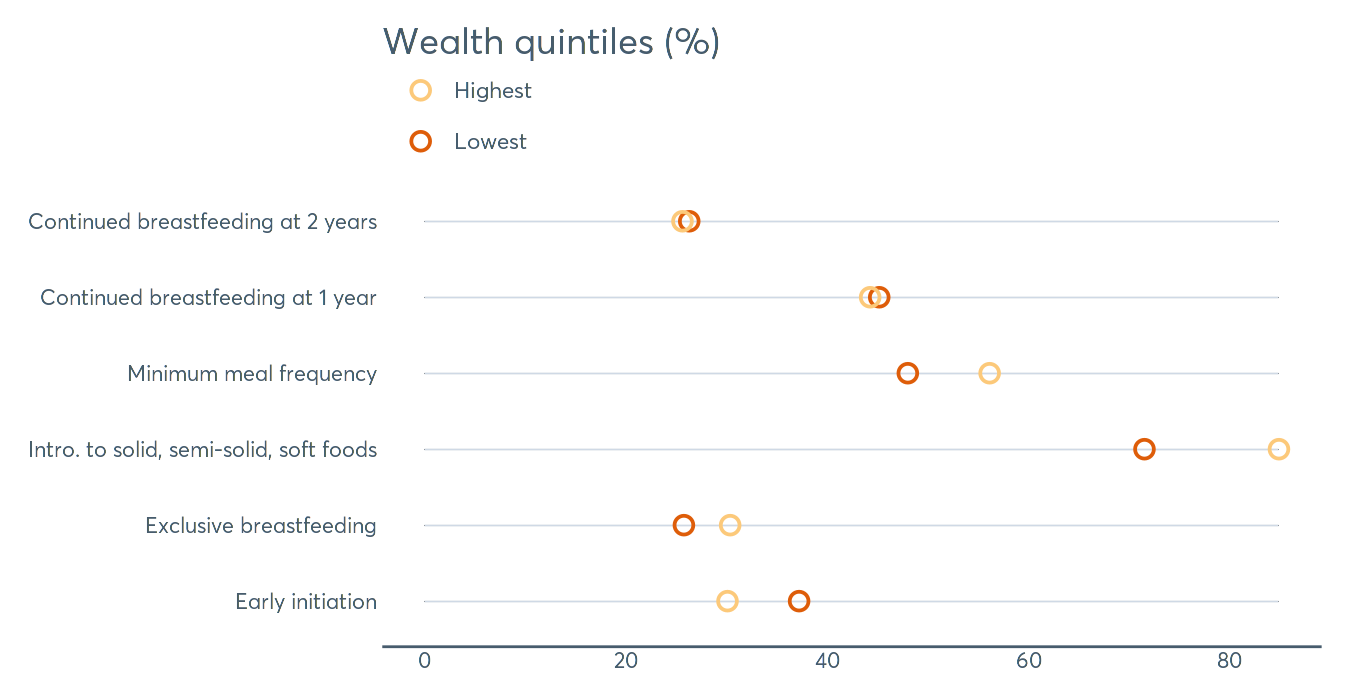 Wealth quintiles (%)
Highest
Lowest
Continued breastfeeding at 2 years
Continued breastfeeding at 1 year
Minimum meal frequency
Intro. to solid, semi-solid, soft foods
Exclusive breastfeeding
Early initiation
0 20 40 60 80